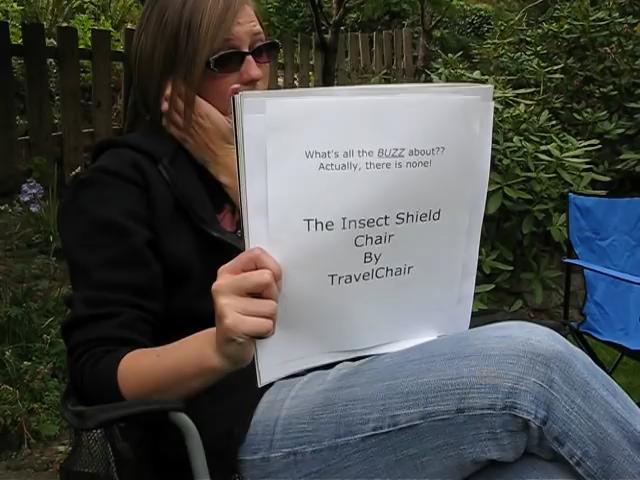 What's all the BUZZ about??
Actually, there is none!
The Insect Shield
Chair
By
TravelChair